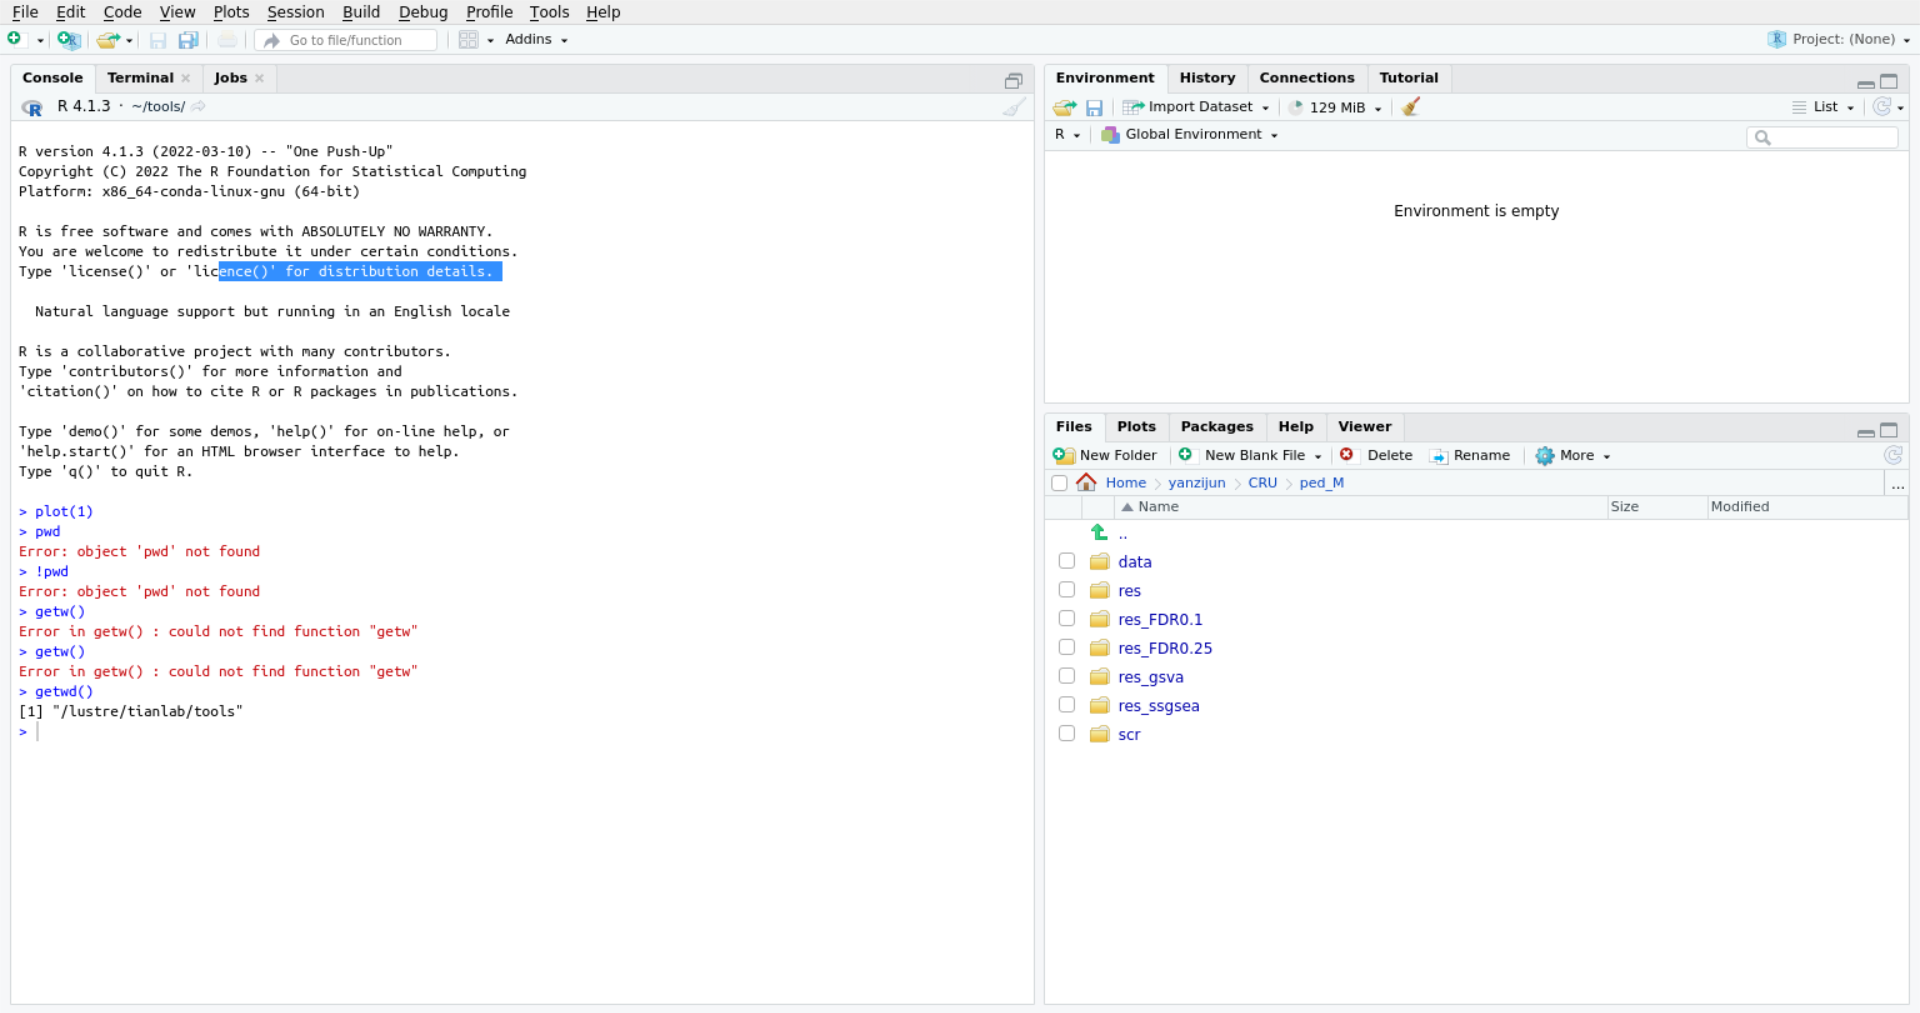 File Edit Code View Plots Session Build Debug Profile Tools Help
Go to file/function Addins Project: (None)
Console Terminal Jobs
R 4.1.3 · ~/tools/
R version 4.1.3 (2022-03-10) -- "One Push-Up"
Copyright (C) 2022 The R Foundation for Statistical Computing
Platform: x86_64-conda-linux-gnu (64-bit)
R is free software and comes with ABSOLUTELY NO WARRANTY.
You are welcome to redistribute it under certain conditions.
Type 'license()' or 'licence()' for distribution details.
Natural language support but running in an English locale
R is a collaborative project with many contributors.
Type 'contributors()' for more information and
'citation()' on how to cite R or R packages in publications.
Type 'demo()' for some demos, 'help()' for on-line help, or
'help.start()' for an HTML browser interface to help.
Type 'q()' to quit R.
> plot(1)
> pwd
Error: object 'pwd' not found
> !pwd
Error: object 'pwd' not found
> getw()
Error in getw() : could not find function "getw"
> getw()
Error in getw() : could not find function "getw"
> getwd()
[1] "/lustre/tianlab/tools"
>
Environment History Connections Tutorial
Import Dataset 129 MiB List
R Global Environment
Environment is empty
Files Plots Packages Help Viewer
New Folder New Blank File Delete Rename More
Home yanzijun CRU ped_M ...
Name Size Modified
..
data
res
res_FDR0.1
res_FDR0.25
res_gsva
res_ssgsea
scr